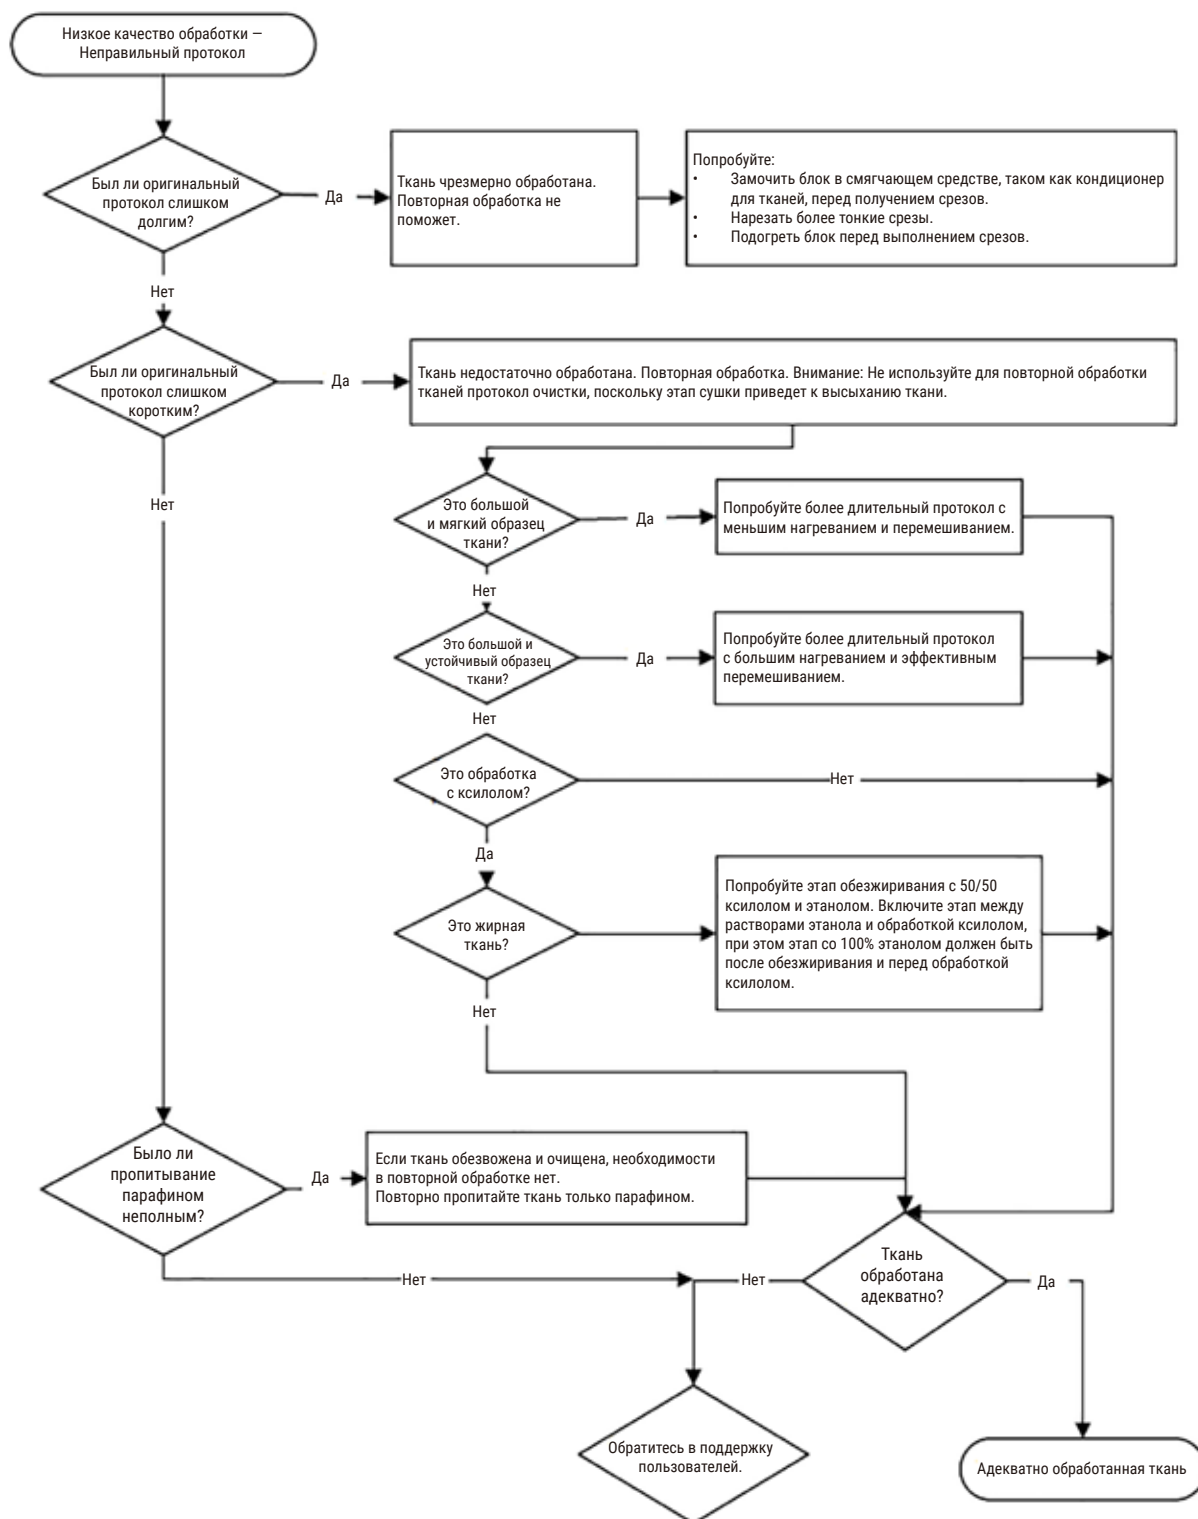 Низкое качество обработки —
Неправильный протокол
Был ли оригинальный
протокол слишком
долгим?
Да
Ткань чрезмерно обработана.
Повторная обработка не
поможет.
Попробуйте:
• Замочить блок в смягчающем средстве, таком как кондиционер
для тканей, перед получением срезов.
• Нарезать более тонкие срезы.
• Подогреть блок перед выполнением срезов.
Нет
Был ли оригинальный
протокол слишком
коротким?
Да
Ткань недостаточно обработана. Повторная обработка. Внимание: Не используйте для повторной обработки
тканей протокол очистки, поскольку этап сушки приведет к высыханию ткани.
Нет
Это большой
и мягкий образец
ткани?
Да
Попробуйте более длительный протокол с
меньшим нагреванием и перемешиванием.
Нет
Это большой и
устойчивый образец
ткани?
Да
Попробуйте более длительный протокол
с большим нагреванием и эффективным
перемешиванием.
Нет
Это обработка
с ксилолом?
Нет
Да
Это жирная
ткань?
Попробуйте этап обезжиривания с 50/50
ксилолом и этанолом. Включите этап между
растворами этанола и обработкой ксилолом,
при этом этап со 100% этанолом должен быть
после обезжиривания и перед обработкой
ксилолом.
Нет
Было ли
пропитывание
парафином
неполным?
Да
Если ткань обезвожена и очищена, необходимости
в повторной обработке нет.
Повторно пропитайте ткань только парафином.
Нет
Нет
Ткань
обработана
адекватно?
Да
Обратитесь в поддержку
пользователей.
Адекватно обработанная ткань